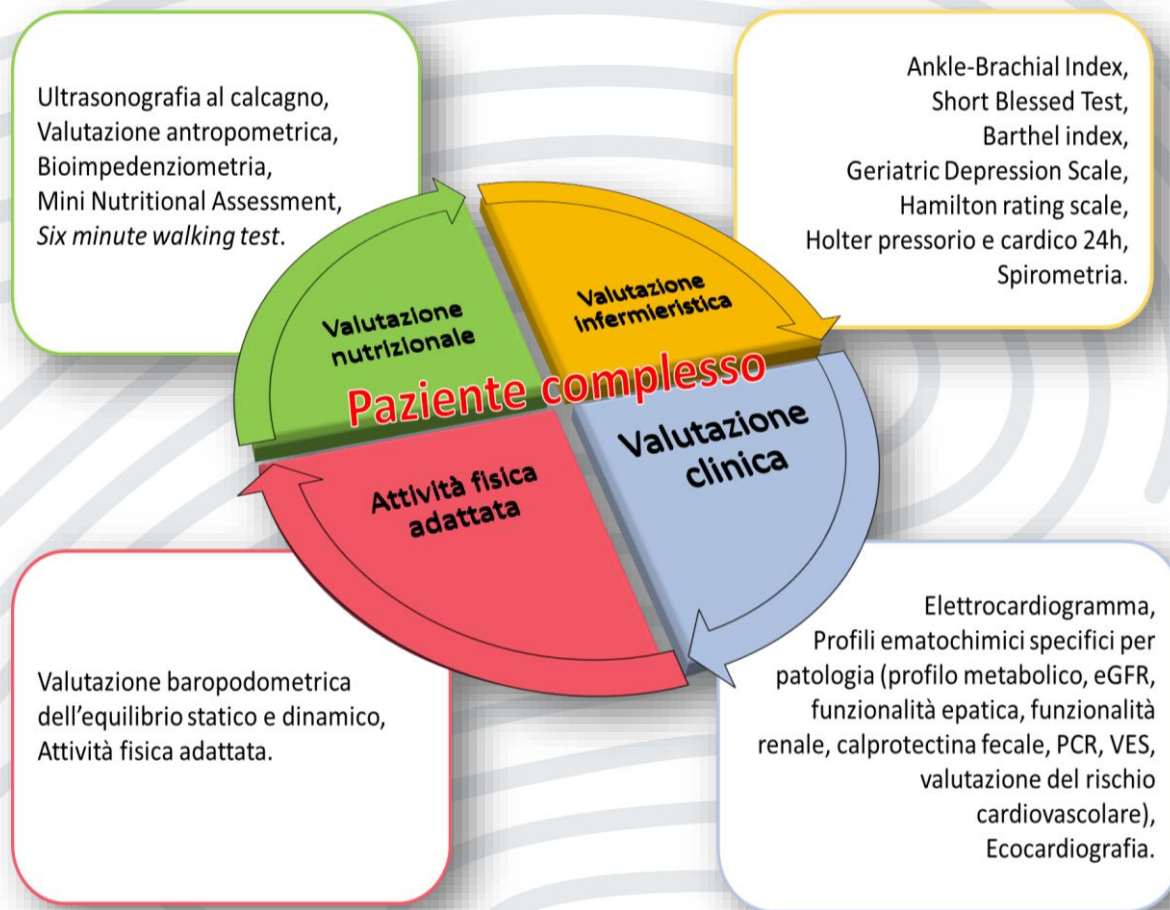 Ultrasonografia al calcagno,
Valutazione antropometrica,
Bioimpedenziometria,
Mini Nutritional Assessment,
Six minute walking test.
Ankle-Brachial Index,
Short Blessed Test,
Barthel index,
Geriatric Depression Scale,
Hamilton rating scale,
Holter pressorio e cardico 24h,
Spirometria.
Valutazione
nutrizionale
Valutazione
infermieristica
Paziente complesso
Attività fisica
adattata
Valutazione
clinica
Valutazione baropodometrica
dell'equilibrio statico e dinamico,
Attività fisica adattata.
Elettrocardiogramma,
Profili ematochimici specifici per
patologia (profilo metabolico, eGFR,
funzionalità epatica, funzionalità
renale, calprotectina fecale, PCR, VES,
valutazione del rischio
cardiovascolare),
Ecocardiografia.